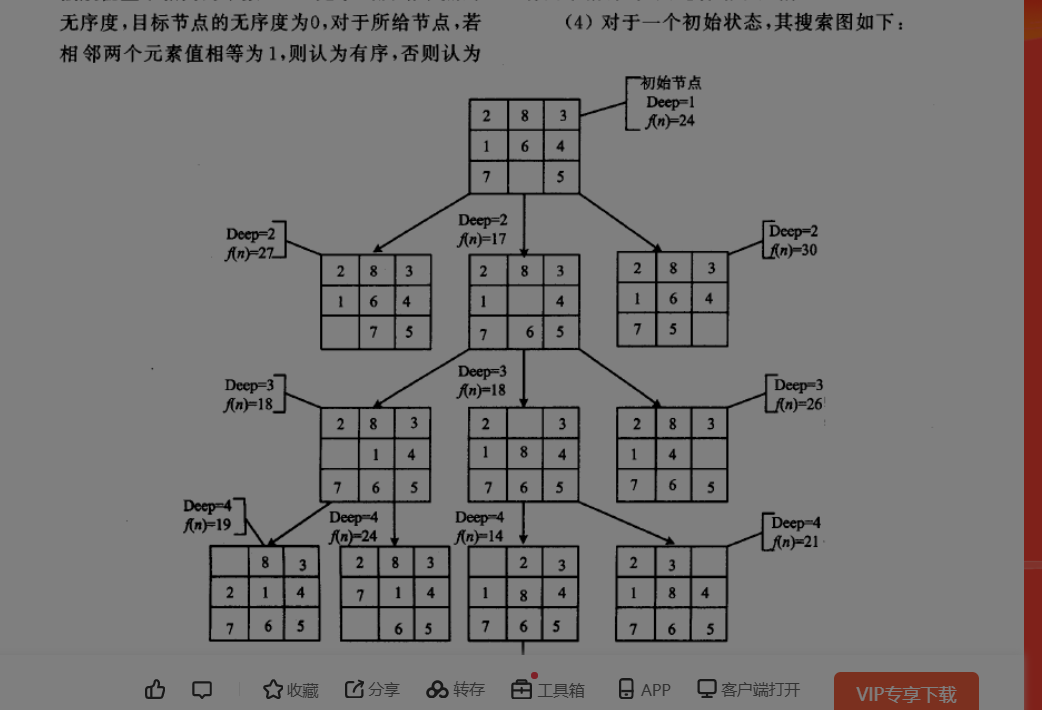 无序度,目标节点的无序度为0,对于所给节点,若
相邻两个元素值相等为1,则认为有序,否则认为
(4) 对于一个初始状态,其搜索图如下:
初始节点
Deep=1
f(n)=24
2 8 3
1 6 4
7 5
Deep=2
f(n)=27
2 8 3
1 6 4
7 5
Deep=2
f(n)=17
2 8 3
1 4
7 6 5
Deep=2
f(n)=30
2 8 3
1 6 4
7 5
Deep=3
f(n)=18
2 8 3
1 4
7 6 5
Deep=3
f(n)=18
2 3
1 8 4
7 6 5
Deep=3
f(n)=26
2 8 3
1 4
7 6 5
Deep=4
f(n)=19
8 3
2 1 4
7 6 5
Deep=4
f(n)=24
2 8 3
7 1 4
6 5
Deep=4
f(n)=14
2 3
1 8 4
7 6 5
Deep=4
f(n)=21
2 3
1 8 4
7 6 5
收藏
分享
转存
工具箱
APP
客户端打开
VIP专享下载